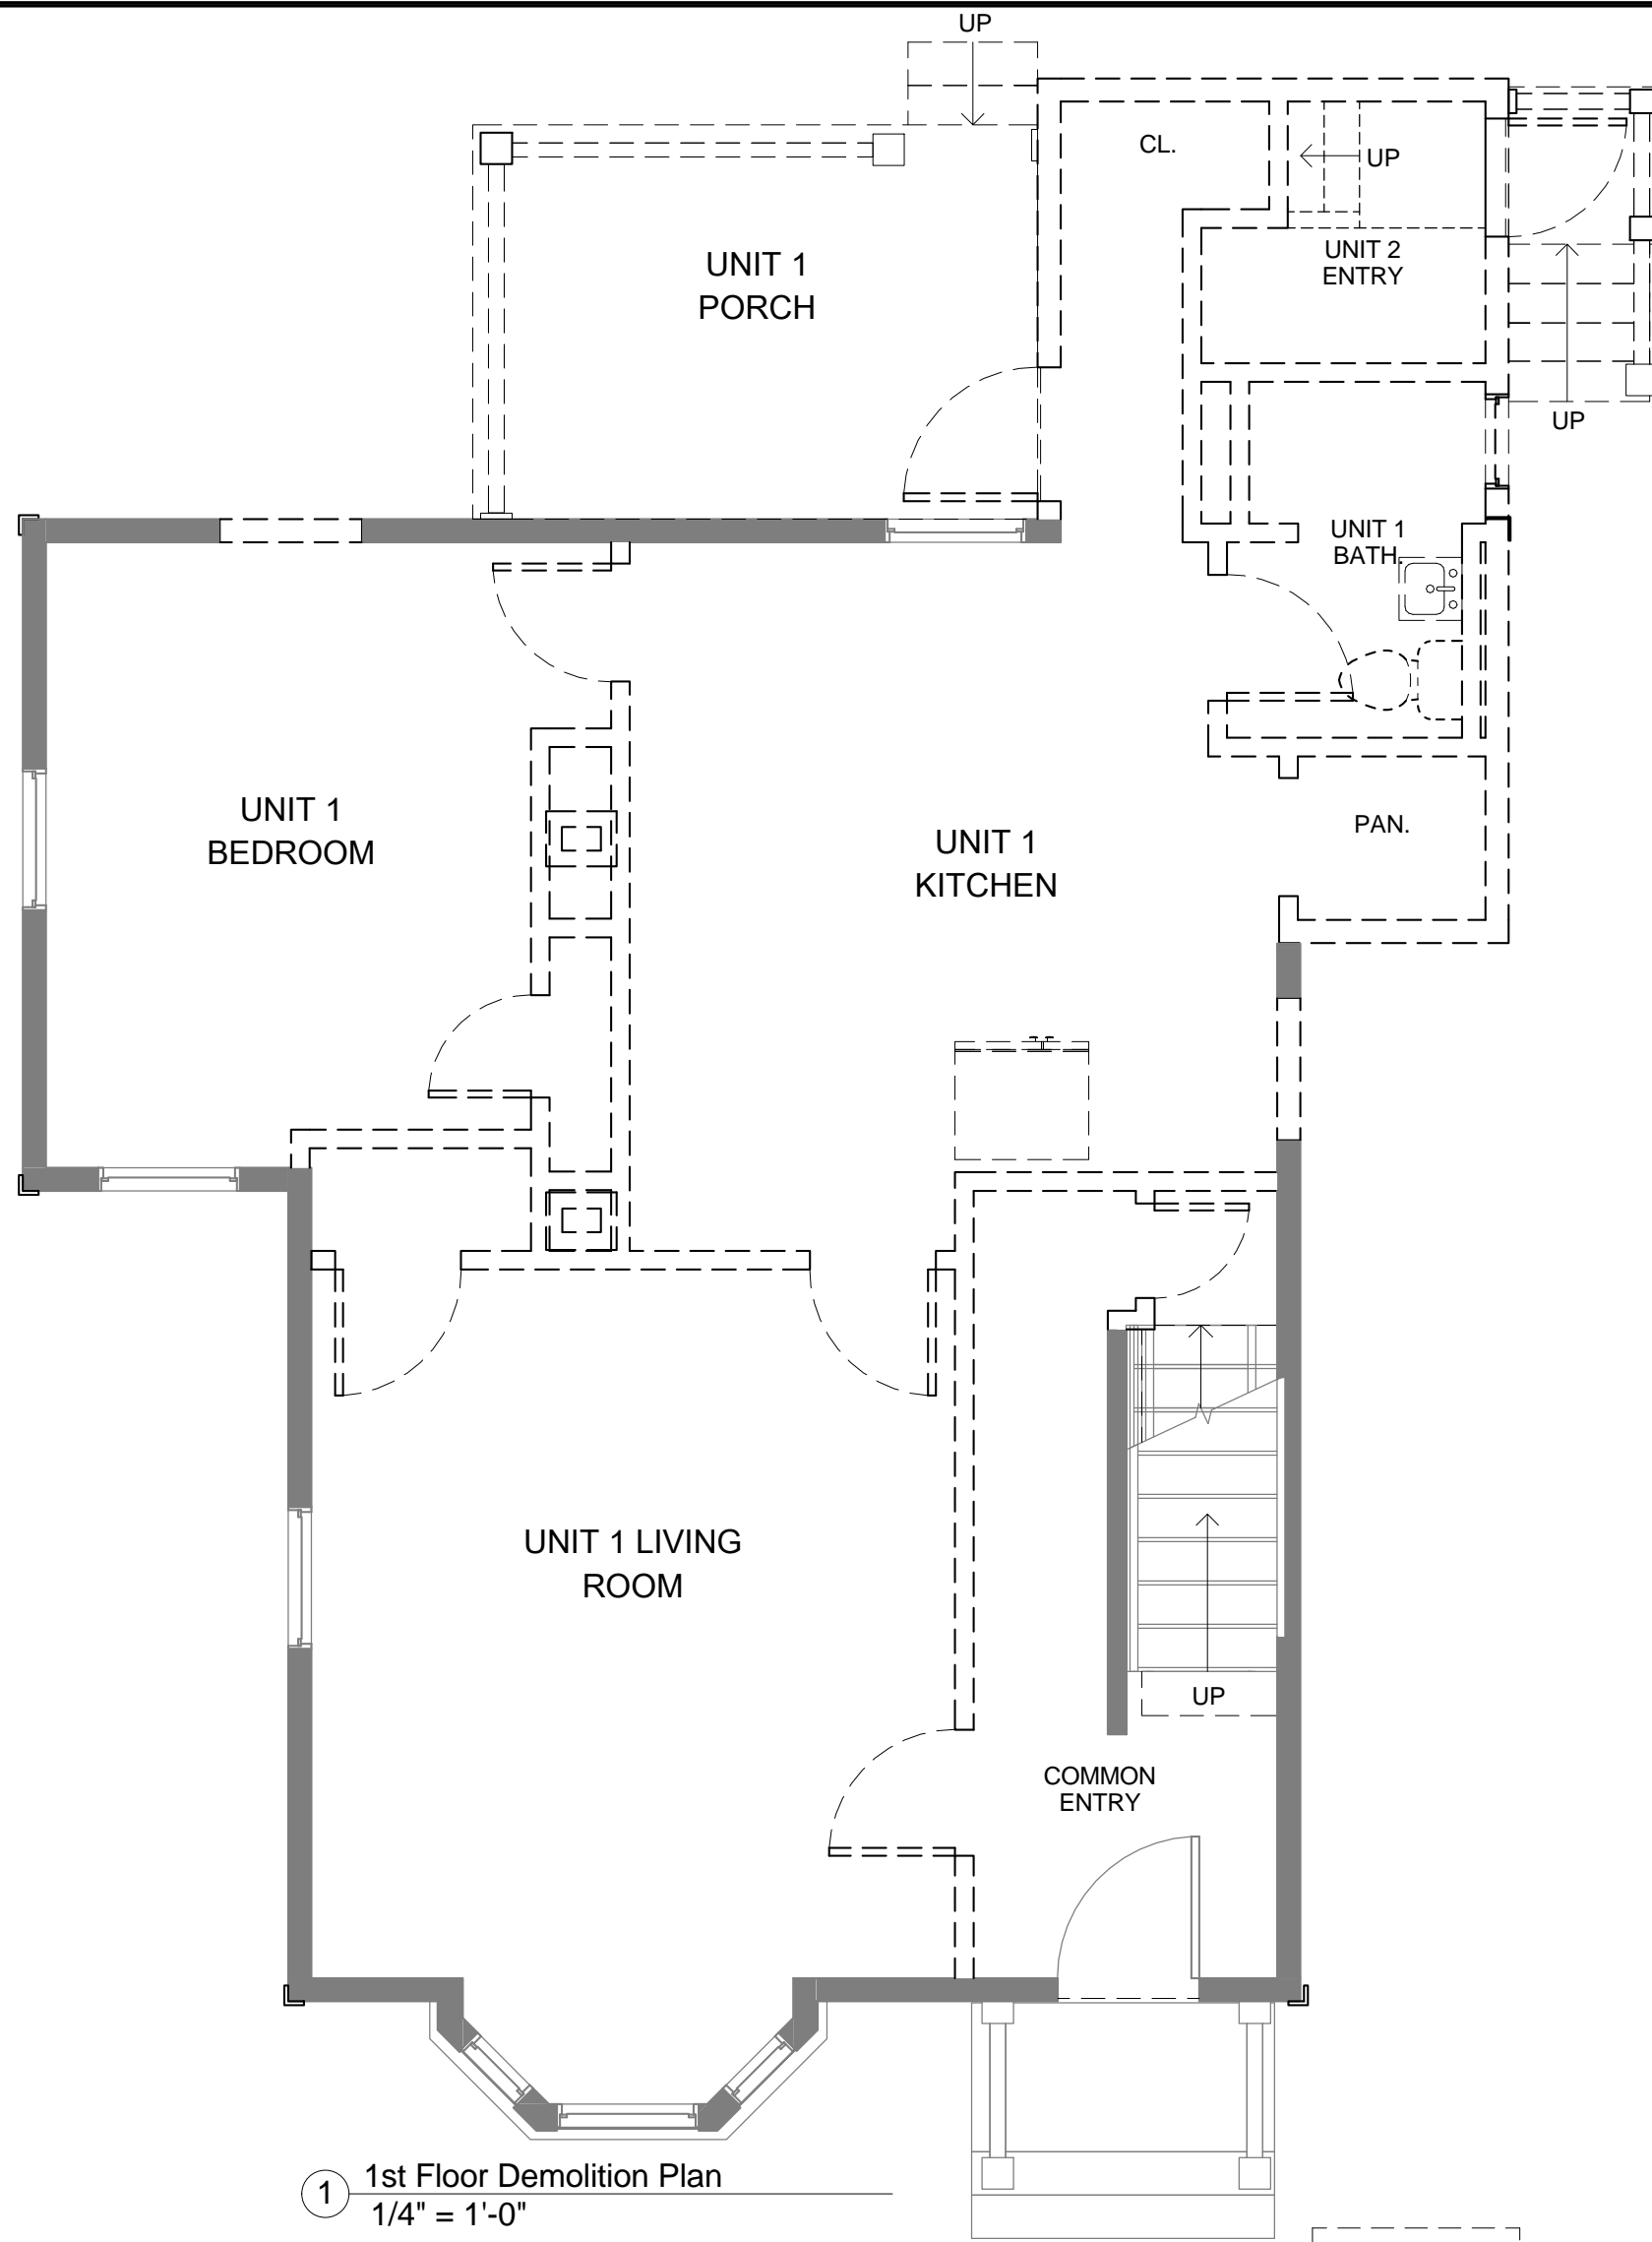 UP
CL.
UP
UNIT 2
ENTRY
UNIT 1
PORCH
UP
UNIT 1
BATH.
UNIT 1
BEDROOM
UNIT 1
KITCHEN
PAN.
UNIT 1 LIVING
ROOM
UP
COMMON
ENTRY
1
1st Floor Demolition Plan
1/4" = 1'-0"